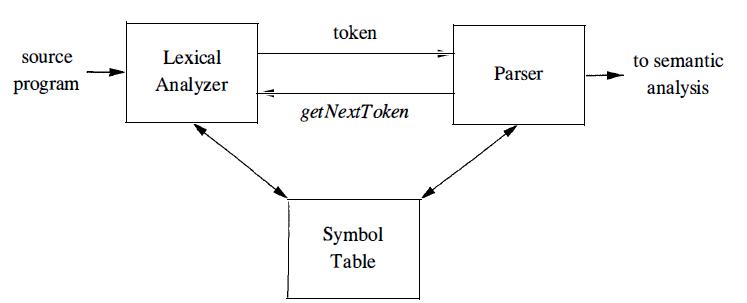 token
source
program
Lexical
Analyzer
Parser
to semantic
analysis
getNextToken
Symbol
Table